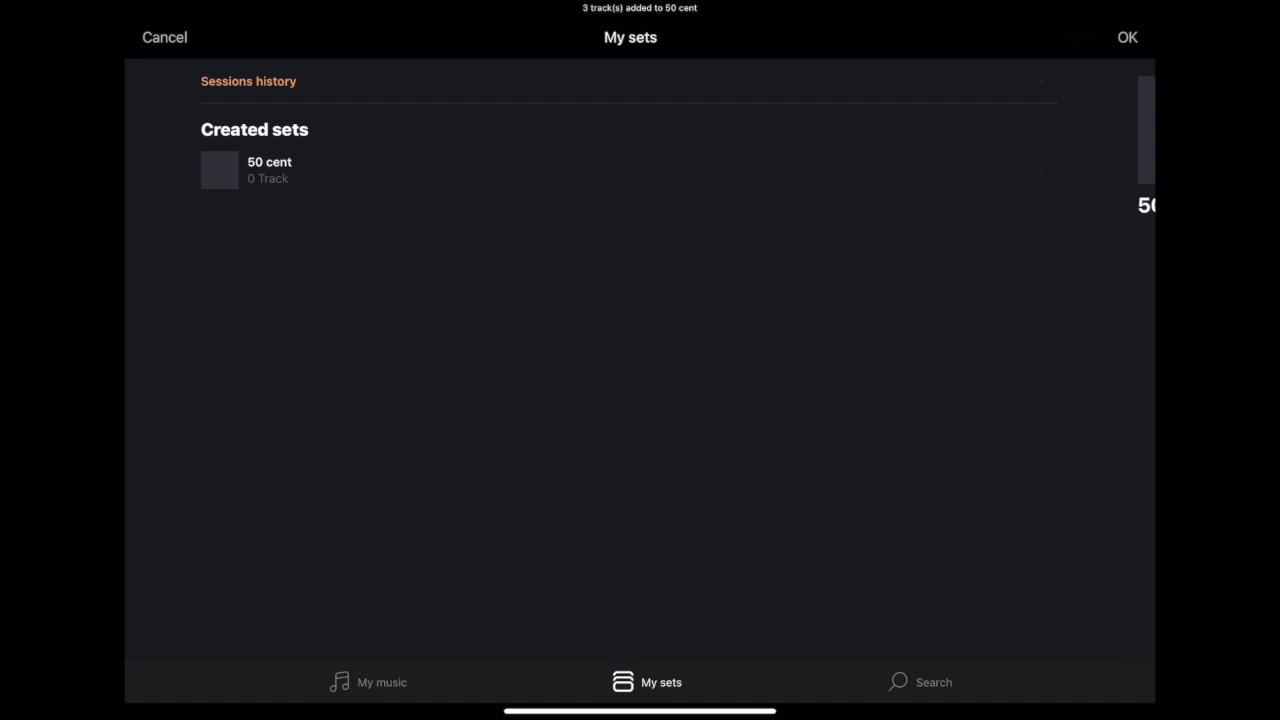 3 track(s) added to 50 cent
Cancel
My sets
OK
Sessions history
Created sets
50 cent
0 Track
50
My music
My sets
Search